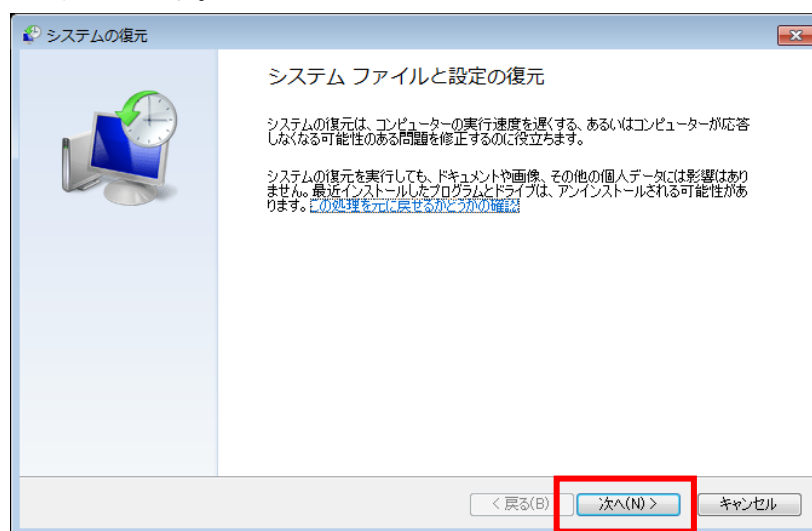 システムの復元
システム ファイルと設定の復元
システムの復元は、コンピューターの実行速度を遅くする、あるいはコンピューターが応答
しなくなる可能性のある問題を修正するのに役立ちます。
システムの復元を実行しても、ドキュメントや画像、その他の個人データには影響はあり
ません。最近インストールしたプログラムとドライブは、アンインストールされる可能性があ
ります。この処理を元に戻せるかどうかの確認
< 戻る(B)
次へ(N) >
キャンセル